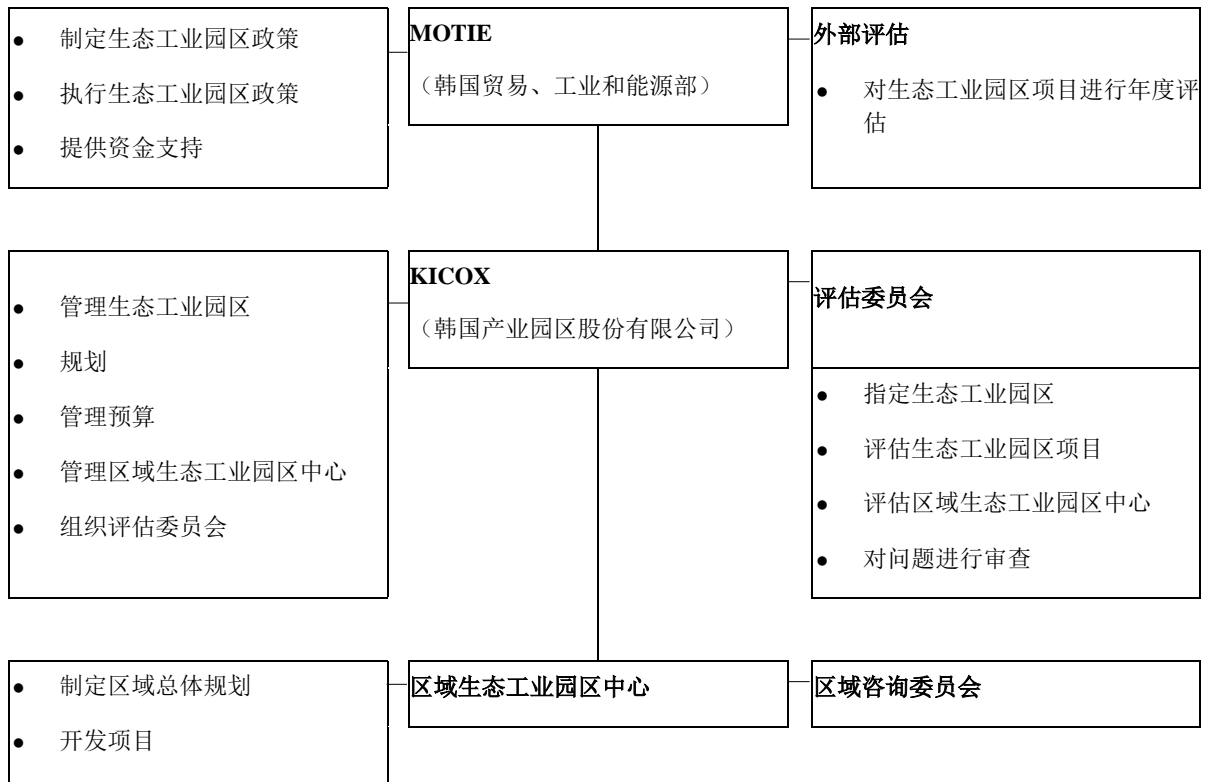 ● 制定生态工业园区政策
● 执行生态工业园区政策
● 提供资金支持
MOTIE
（韩国贸易、工业和能源部）
外部评估
● 对生态工业园区项目进行年度评
估
● 管理生态工业园区
● 规划
● 管理预算
● 管理区域生态工业园区中心
● 组织评估委员会
KICOX
（韩国产业园区股份有限公司）
评估委员会
● 指定生态工业园区
● 评估生态工业园区项目
● 评估区域生态工业园区中心
● 对问题进行审查
● 制定区域总体规划
● 开发项目
区域生态工业园区中心
区域咨询委员会